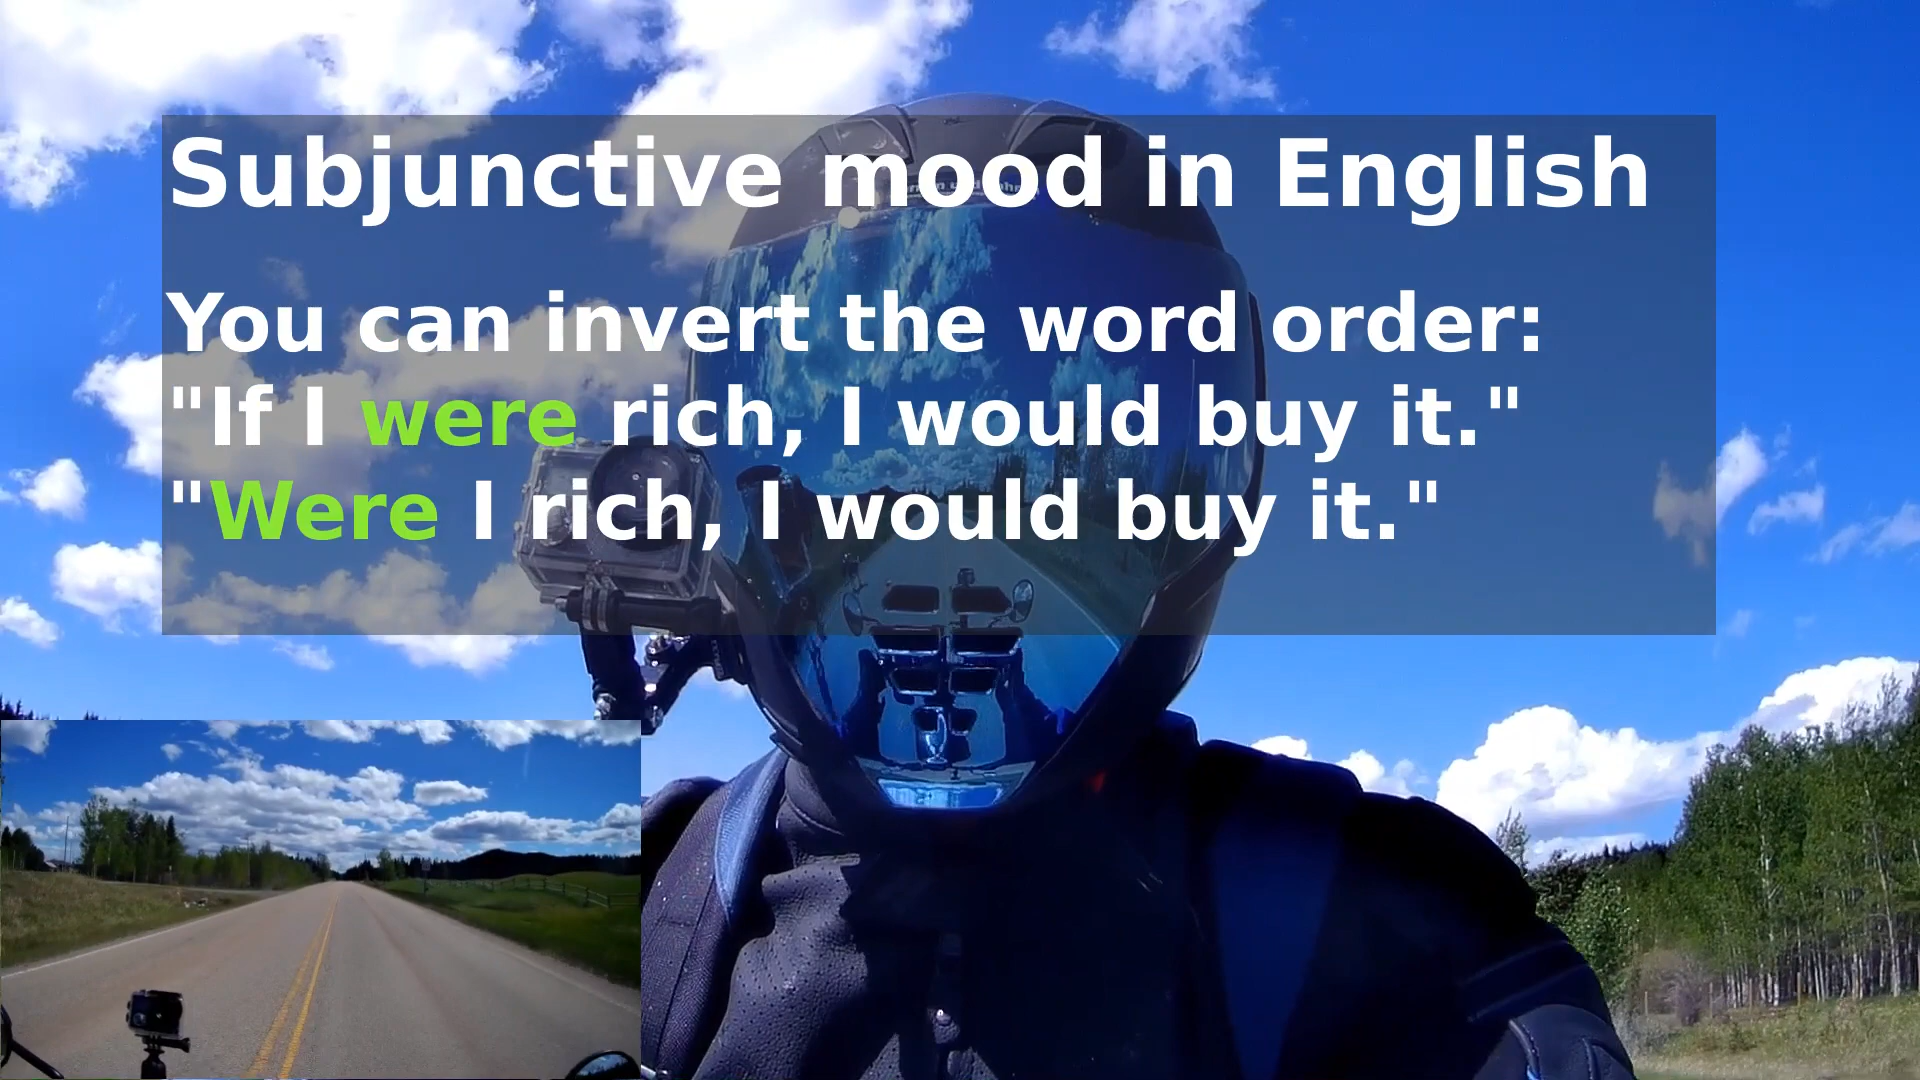 Subjunctive mood in English
You can invert the word order:
"If I were rich, I would buy it."
"Were I rich, I would buy it."